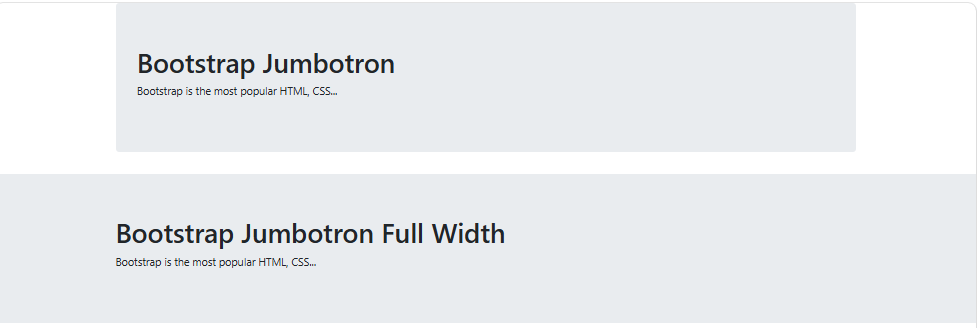 Bootstrap Jumbotron
Bootstrap is the most popular HTML, CSS...
Bootstrap Jumbotron Full Width
Bootstrap is the most popular HTML, CSS...